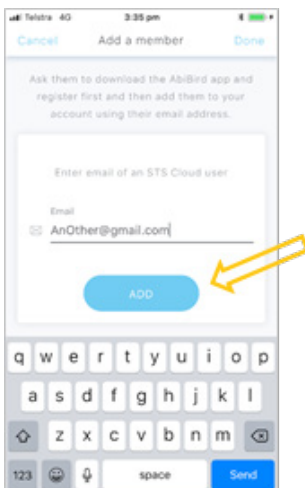 Telstra 4G 3:35 pm
Cancel Add a member Done
Ask them to download the AbiBird app and
register first and then add them to your
account using their email address.
Enter email of an STS Cloud user
Email
AnOther@gmail.com
ADD
q w e r t y u i o p
a s d f g h j k l
z x c v b n m
123 space Send